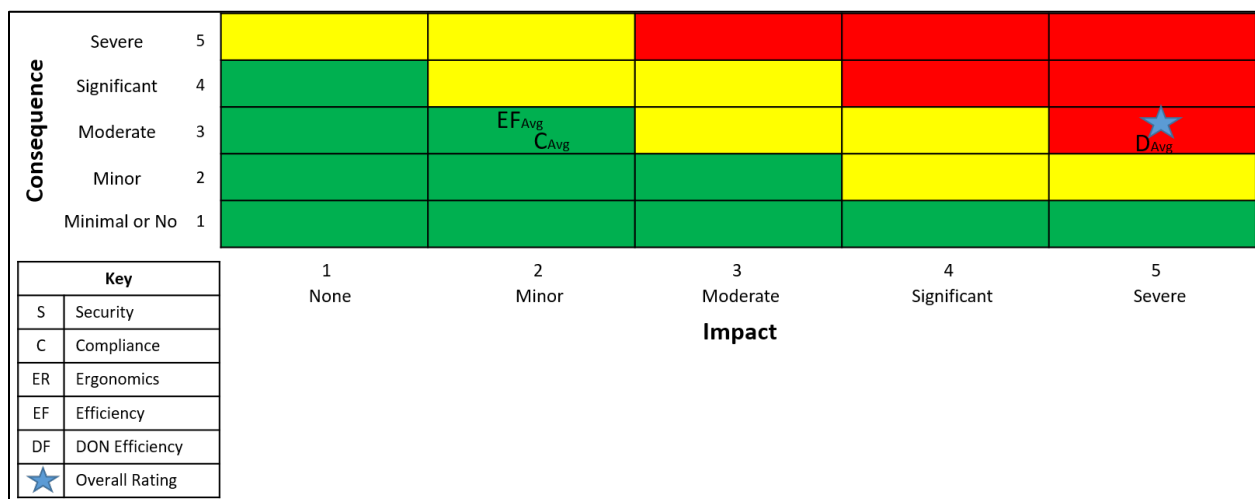 Consequence
Severe 5
Significant 4
Moderate 3
EFAvg
CAvg
DAvg
Minor 2
Minimal or No 1
1 2 3 4 5
None Minor Moderate Significant Severe
Impact
Key
S Security
C Compliance
ER Ergonomics
EF Efficiency
DF DON Efficiency
Overall Rating